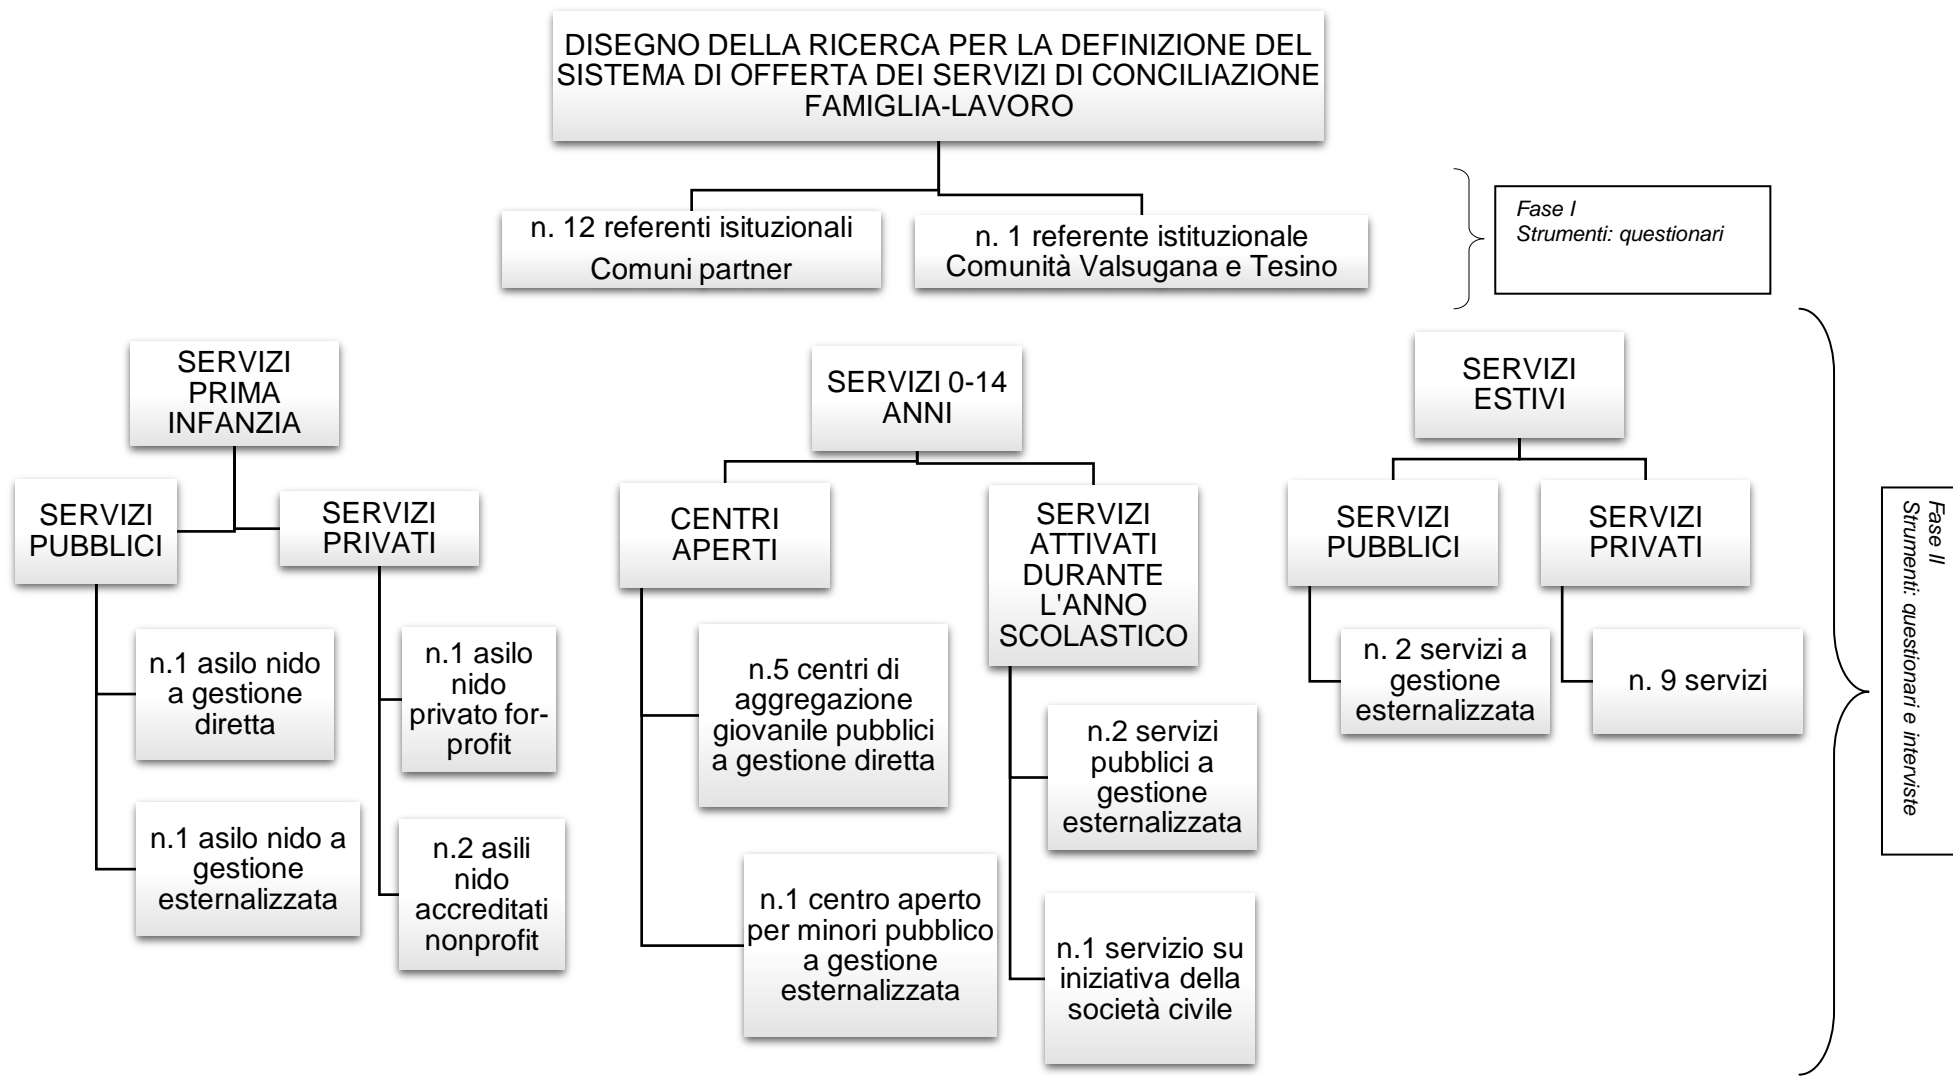 DISEGNO DELLA RICERCA PER LA DEFINIZIONE DEL
SISTEMA DI OFFERTA DEI SERVIZI DI CONCILIAZIONE
FAMIGLIA-LAVORO
n. 12 referenti isituzionali
Comuni partner
n. 1 referente istituzionale
Comunità Valsugana e Tesino
Fase I
Strumenti: questionari
SERVIZI
PRIMA
INFANZIA
SERVIZI
PUBBLICI
n.1 asilo nido
a gestione
diretta
n.1 asilo nido a
gestione
esternalizzata
SERVIZI
PRIVATI
n.1 asilo
nido
privato for-
profit
n.2 asili
nido
accreditati
nonprofit
SERVIZI 0-14
ANNI
CENTRI
APERTI
n.5 centri di
aggregazione
giovanile pubblici
a gestione diretta
n.1 centro aperto
per minori pubblico
a gestione
esternalizzata
SERVIZI
ATTIVATI
DURANTE
L'ANNO
SCOLASTICO
n.2 servizi
pubblici a
gestione
esternalizzata
n.1 servizio su
iniziativa della
società civile
SERVIZI
ESTIVI
SERVIZI
PUBBLICI
n. 2 servizi a
gestione
esternalizzata
SERVIZI
PRIVATI
n. 9 servizi
Fase II
Strumenti: questionari e interviste